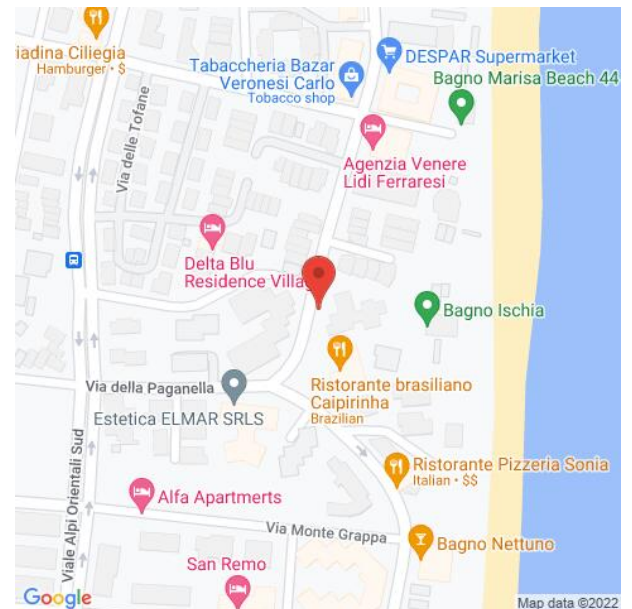 iadina Ciliegia
Hamburger • $
Tabaccheria Bazar
Veronesi Carlo
Tobacco shop
DESPAR Supermarket
Bagno Marisa Beach 44
Via delle Tofane
Agenzia Venere
Lidi Ferraresi
Delta Blu
Residence Villag
Bagno Ischia
Via della Paganella
Estetica ELMAR SRLS
Ristorante brasiliano
Caipirinha
Brazilian
Viale Alpi Orientali Sud
Ristorante Pizzeria Sonia
Italian • $$
Alfa Apartmerts
Via Monte Grappa
Bagno Nettuno
San Remo
Google
Map data ©2022